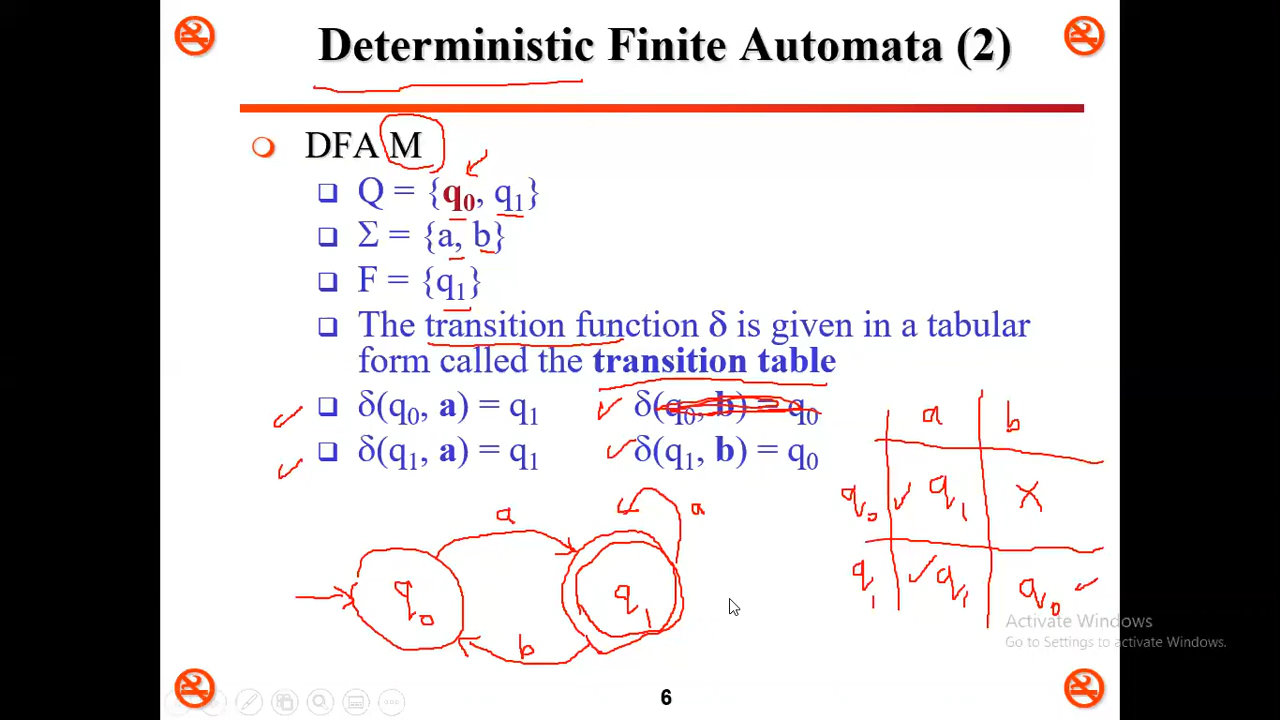 Deterministic Finite Automata (2)
DFA M
Q = {q₀, q₁}
Σ = {a, b}
F = {q₁}
The transition function δ is given in a tabular
form called the transition table
δ(q₀, a) = q₁ δ(q₀, b) = q₀
δ(q₁, a) = q₁ δ(q₁, b) = q₀
a b
q₀ q₁ X
q₁ q₁ q₀
a a
q₀ q₁
b
Activate Windows
Go to Settings to activate Windows.
6